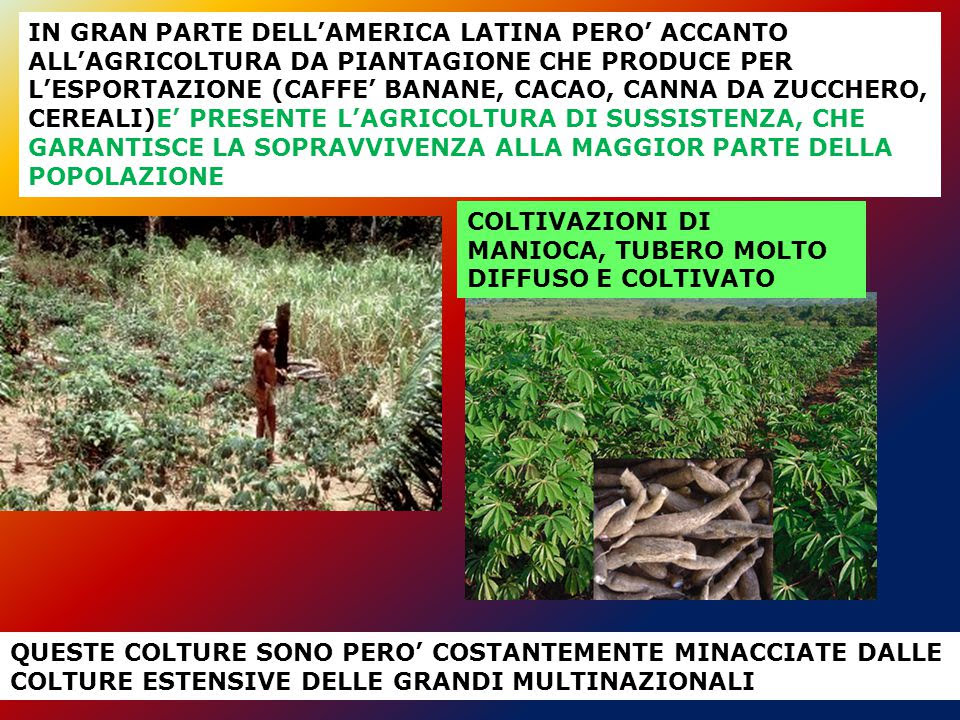 IN GRAN PARTE DELL’AMERICA LATINA PERO’ ACCANTO
ALL’AGRICOLTURA DA PIANTAGIONE CHE PRODUCE PER
L’ESPORTAZIONE (CAFFE’ BANANE, CACAO, CANNA DA ZUCCHERO,
CEREALI)E’ PRESENTE L’AGRICOLTURA DI SUSSISTENZA, CHE
GARANTISCE LA SOPRAVVIVENZA ALLA MAGGIOR PARTE DELLA
POPOLAZIONE
COLTIVAZIONI DI
MANIOCA, TUBERO MOLTO
DIFFUSO E COLTIVATO
QUESTE COLTURE SONO PERO’ COSTANTEMENTE MINACCIATE DALLE
COLTURE ESTENSIVE DELLE GRANDI MULTINAZIONALI